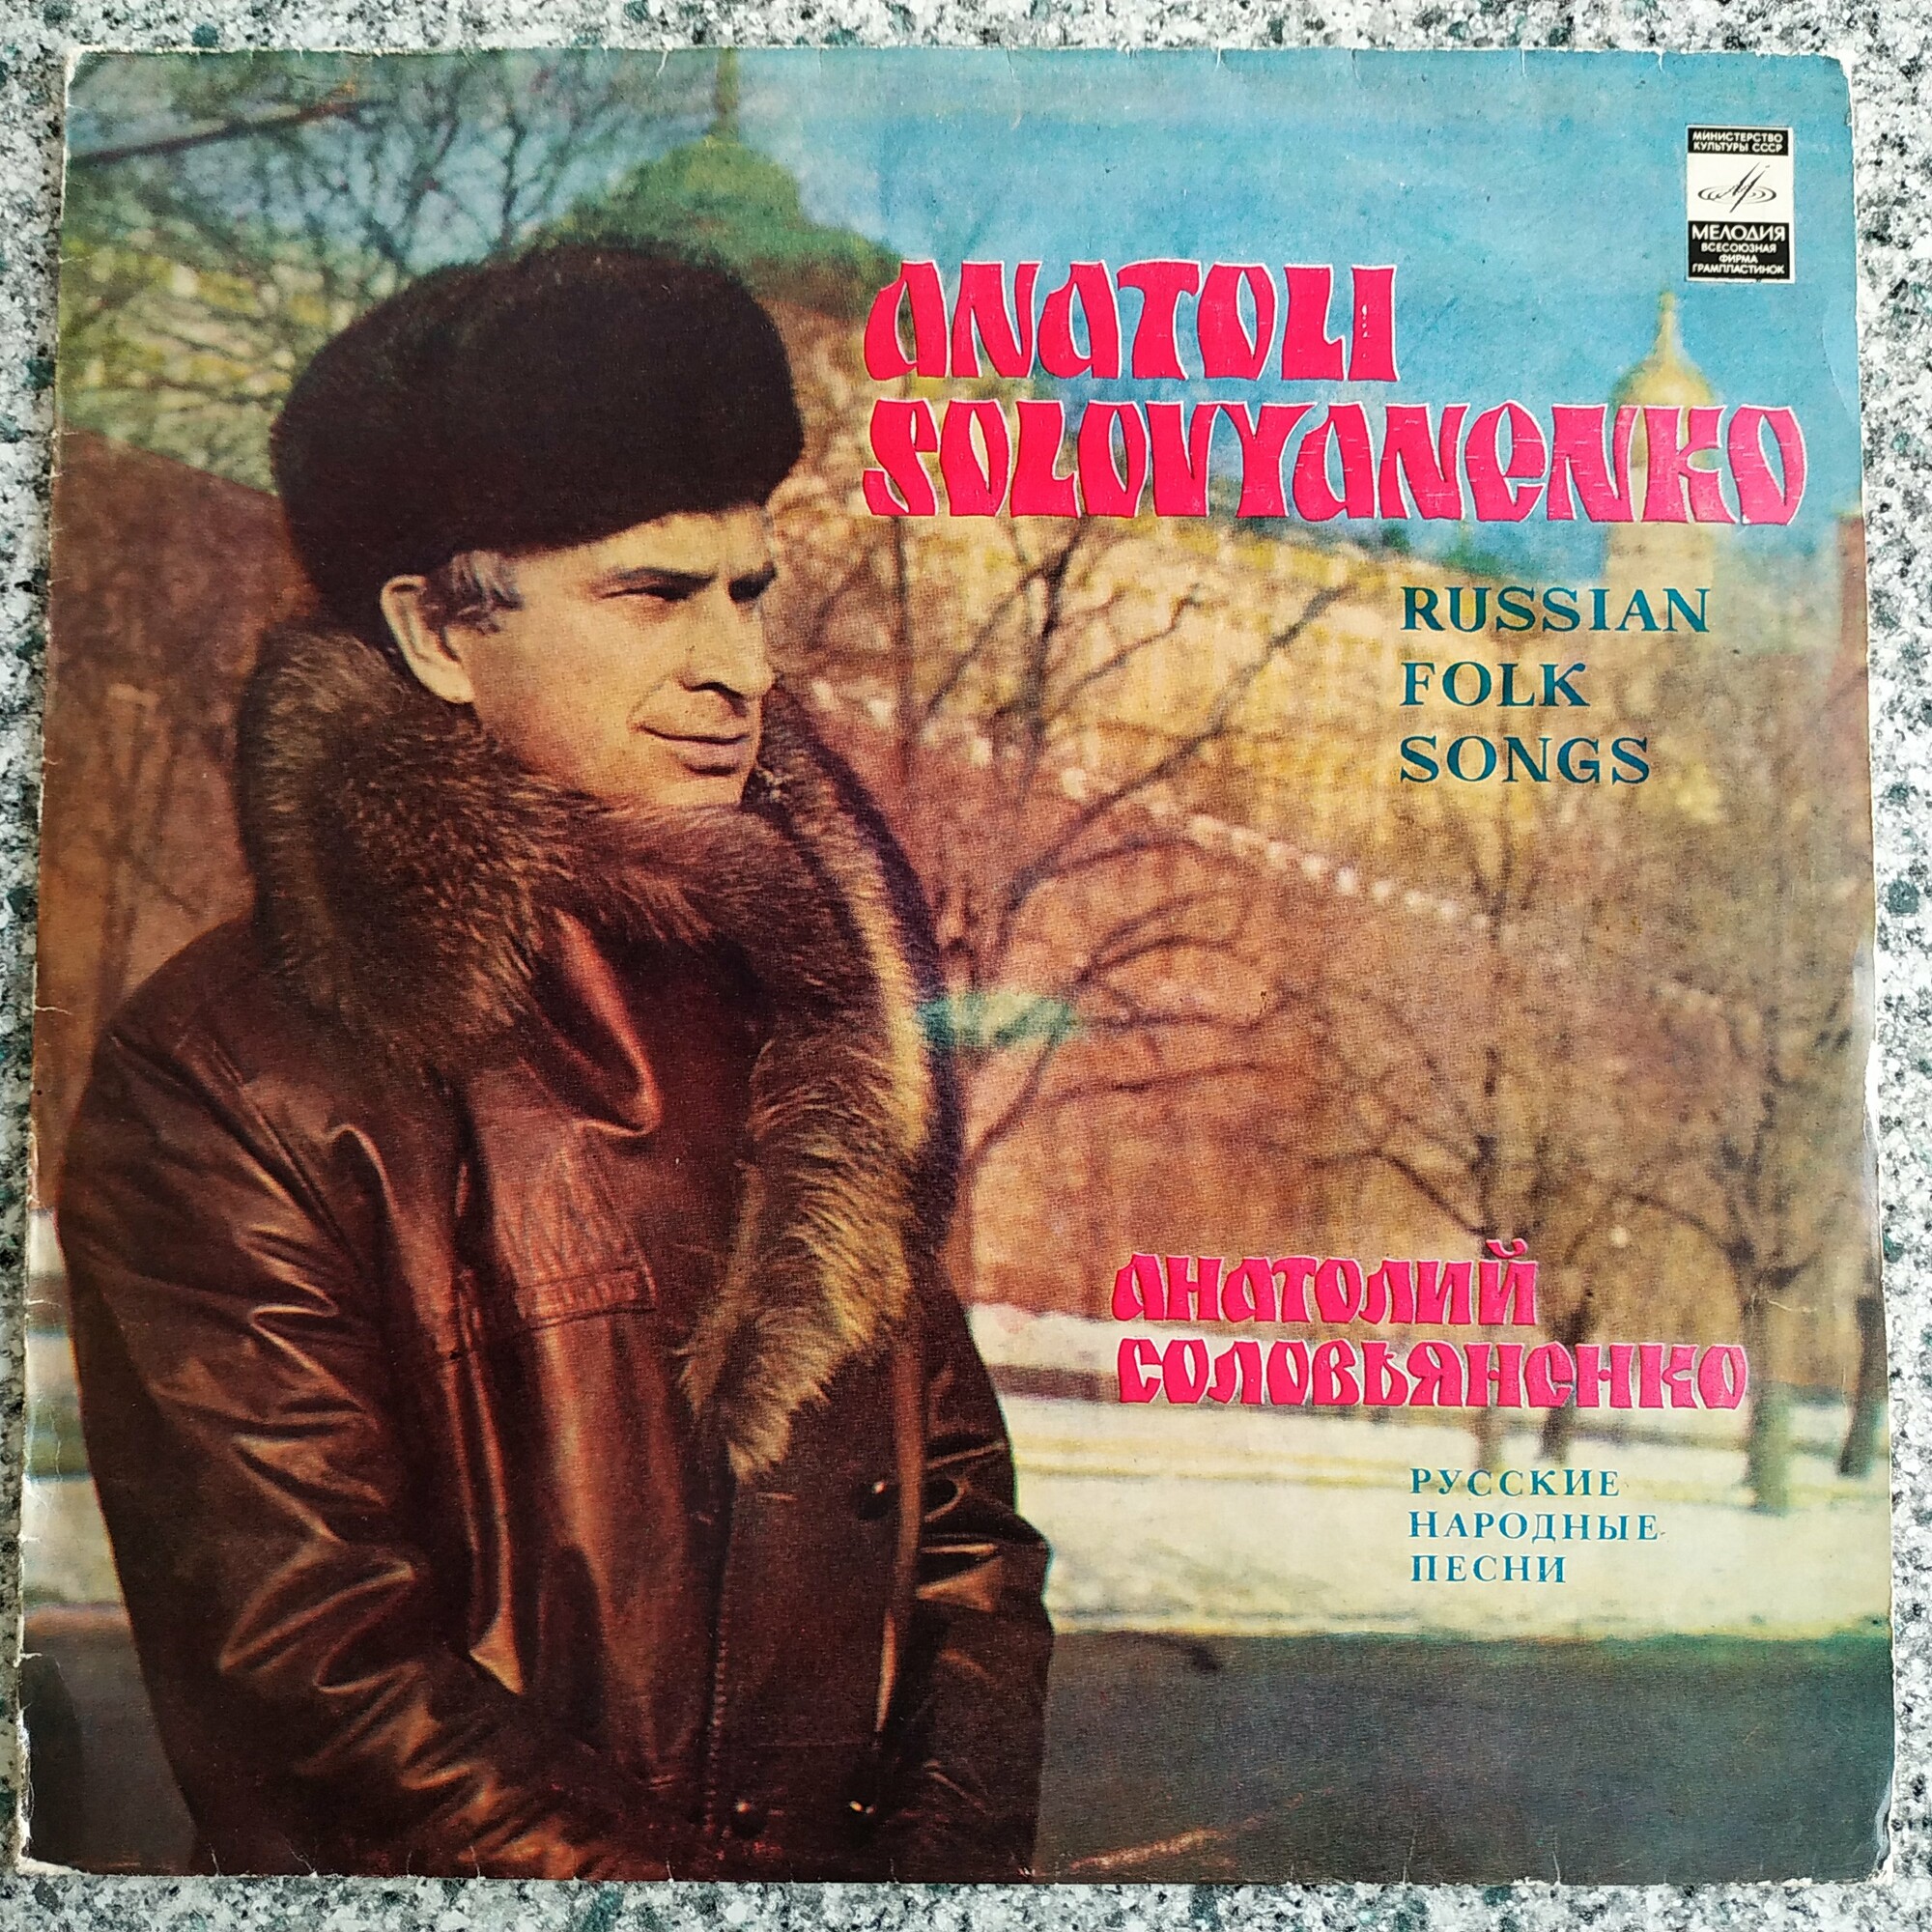 МИНИСТЕРСТВО
КУЛЬТУРЫ СССР
МЕЛОДИЯ
ВСЕСОЮЗНАЯ
ФИРМА
ГРАМПЛАСТИНОК
ANATOLI
SOLOVYANENKO
RUSSIAN
FOLK
SONGS
АНАТОЛИЙ
СОЛОВЬЯНЕНКО
РУССКИЕ
НАРОДНЫЕ
ПЕСНИ